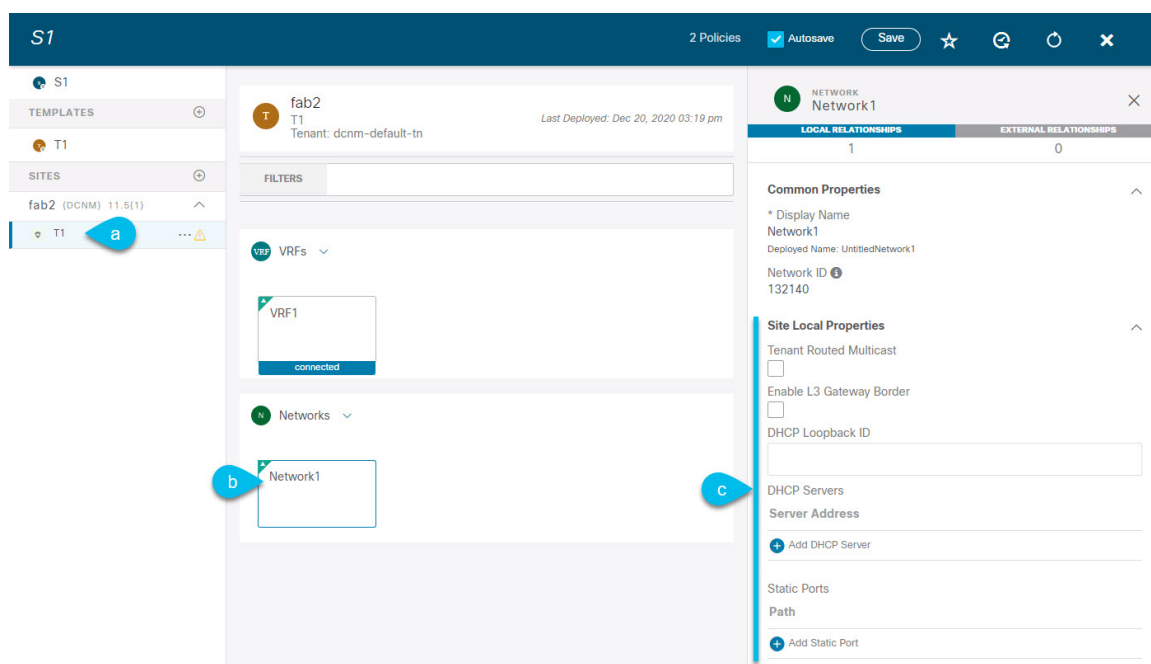 S1
2 Policies
Autosave
Save
S1
TEMPLATES
T1
SITES
fab2 (DCNM) 11.5(1)
T1
a
...
T
fab2
T1
Tenant: dcnm-default-tn
Last Deployed: Dec 20, 2020 03:19 pm
FILTERS
VRF VRFs
VRF1
connected
N Networks
b
Network1
N
NETWORK
Network1
LOCAL RELATIONSHIPS
1
EXTERNAL RELATIONSHIPS
0
Common Properties
* Display Name
Network1
Deployed Name: UntitledNetwork1
Network ID
132140
c
Site Local Properties
Tenant Routed Multicast
Enable L3 Gateway Border
DHCP Loopback ID
DHCP Servers
Server Address
Add DHCP Server
Static Ports
Path
Add Static Port